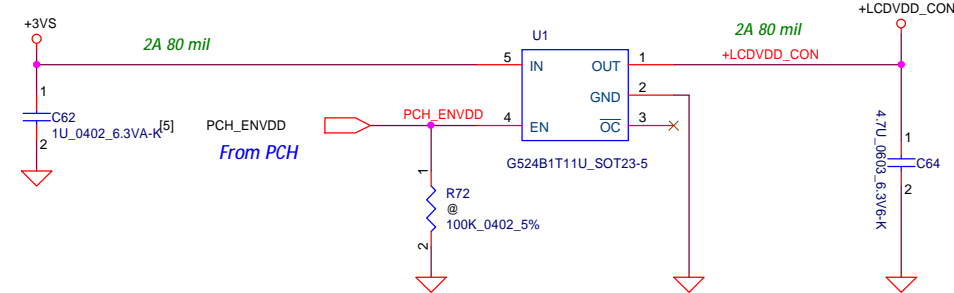 +3VS
+LCDVDD_CON
2A 80 mil
U1
2A 80 mil
5
IN
OUT
1
+LCDVDD_CON
GND
2
1
C62
1U_0402_6.3VA-K
2
[5]
PCH_ENVDD
PCH_ENVDD
4
EN
OC
3
From PCH
G524B1T11U_SOT23-5
4.7U_0603_6.3V6-K
1
C64
2
1
R72
@
100K_0402_5%
2